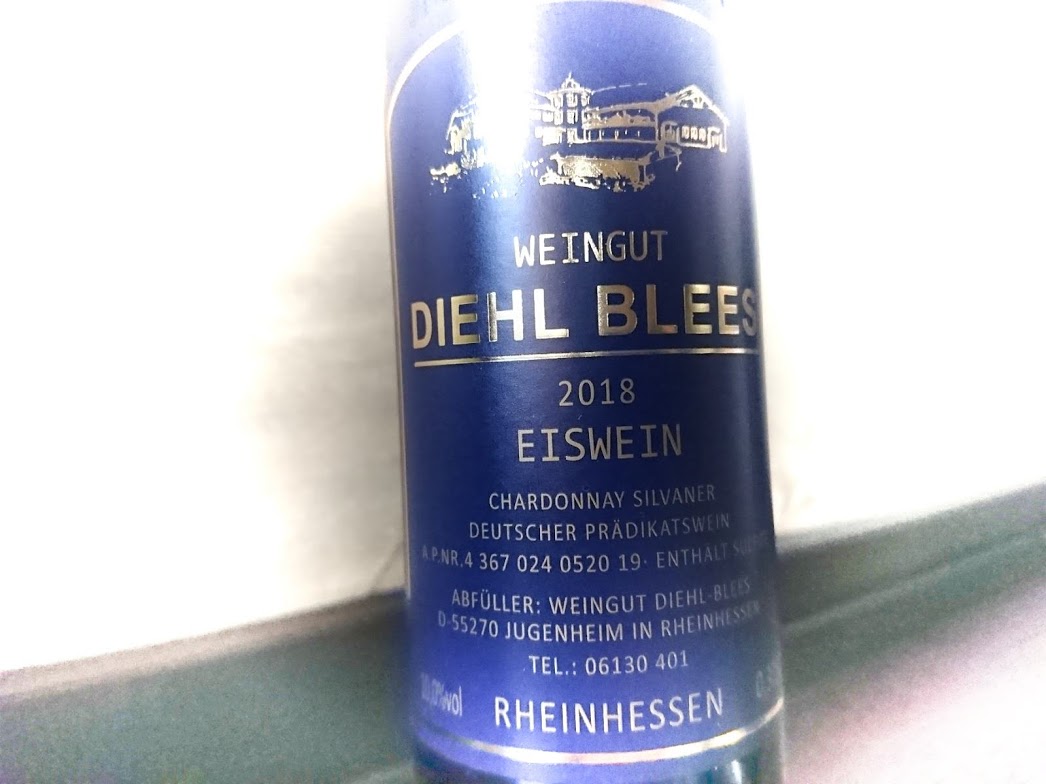 WEINGUT
DIEHL BLEES
2018
EISWEIN
CHARDONNAY SILVANER
DEUTSCHER PRÄDIKATSWEIN
A.P.NR.4 367 024 0520 19· ENTHÄLT
ABFÜLLER: WEINGUT DIEHL-BLEES
D-55270 JUGENHEIM IN RHEINHESSEN
TEL.: 06130 401
RHEINHESSEN